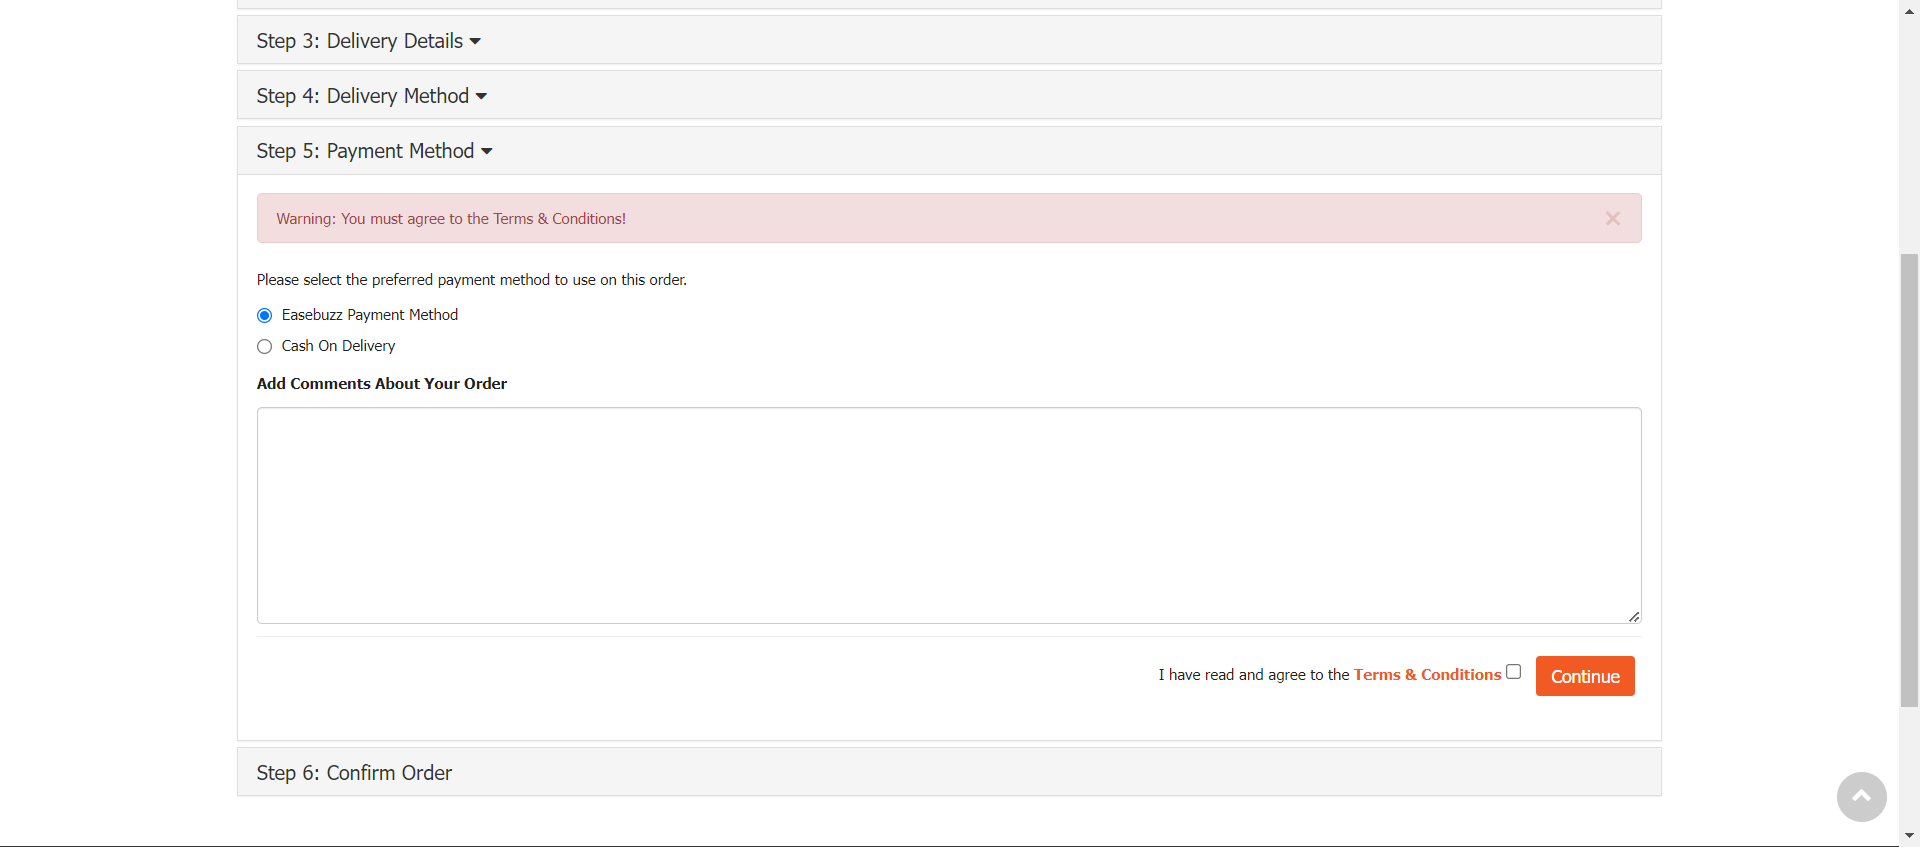 Step 3: Delivery Details
Step 4: Delivery Method
Step 5: Payment Method
Warning: You must agree to the Terms & Conditions!
Please select the preferred payment method to use on this order.
Easebuzz Payment Method
Cash On Delivery
Add Comments About Your Order
I have read and agree to the Terms & Conditions
Continue
Step 6: Confirm Order